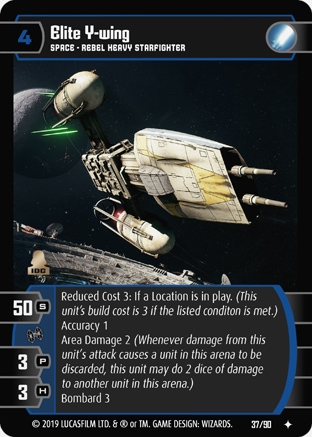 4
Elite Y-wing
SPACE - REBEL HEAVY STARFIGHTER
IDC
50 S
3 P
3 H
Reduced Cost 3: If a Location is in play. (This
unit's build cost is 3 if the listed conditon is met.)
Accuracy 1
Area Damage 2 (Whenever damage from this
unit's attack causes a unit in this arena to be
discarded, this unit may do 2 dice of damage
to another unit in this arena.)
Bombard 3
© 2019 LUCASFILM LTD. & ® or TM. GAME DESIGN: WIZARDS. 37/90